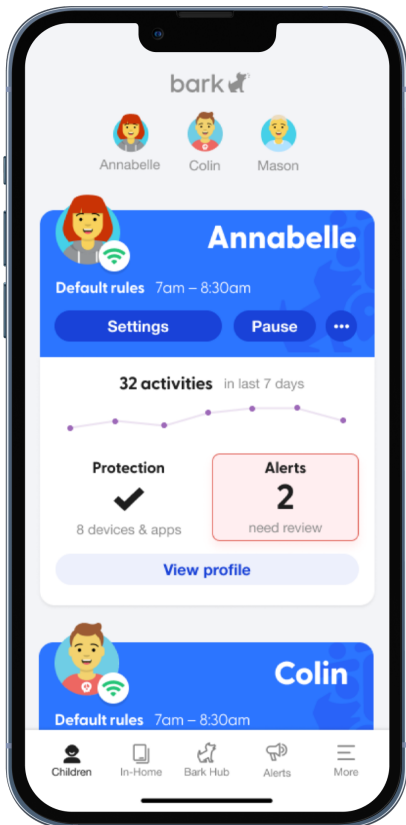 bark
Annabelle Colin Mason
Annabelle
Default rules 7am – 8:30am
Settings Pause
32 activities in last 7 days
Protection Alerts
2
8 devices & apps need review
View profile
Colin
Default rules 7am – 8:30am
Children In-Home Bark Hub Alerts More